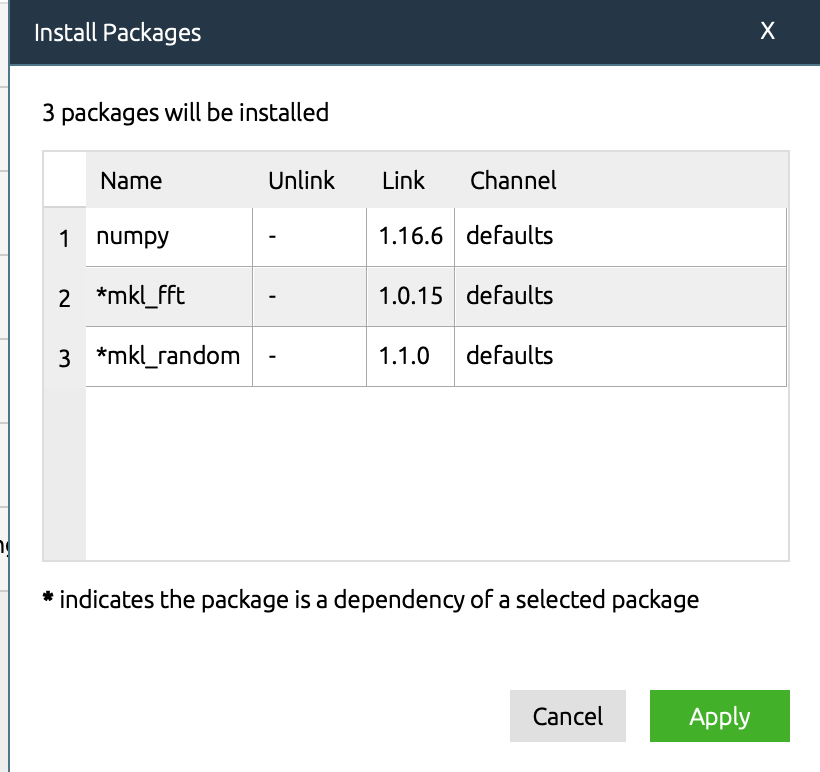 Install Packages X
3 packages will be installed
Name Unlink Link Channel
1 numpy - 1.16.6 defaults
2 *mkl_fft - 1.0.15 defaults
3 *mkl_random - 1.1.0 defaults
* indicates the package is a dependency of a selected package
Cancel Apply